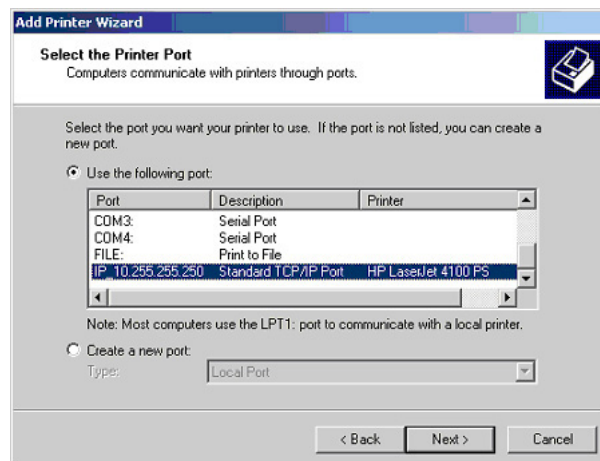 Add Printer Wizard
Select the Printer Port
Computers communicate with printers through ports.
Select the port you want your printer to use. If the port is not listed, you can create a
new port.
Use the following port:
Port Description Printer
COM3: Serial Port
COM4: Serial Port
FILE: Print to File
IP_10.255.255.250 Standard TCP/IP Port HP LaserJet 4100 PS
Note: Most computers use the LPT1: port to communicate with a local printer.
Create a new port:
Type: Local Port
< Back Next > Cancel